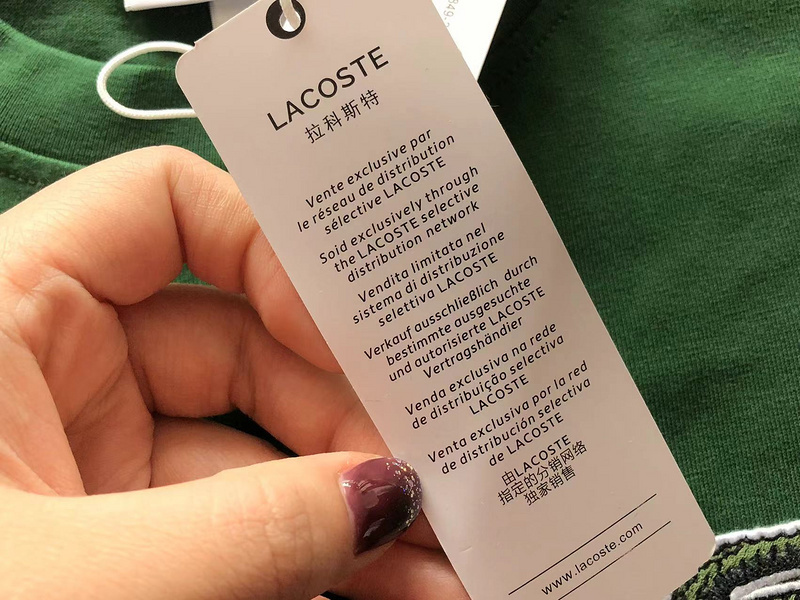 LACOSTE
拉科斯特
Vente exclusive par
le réseau de distribution
sélective LACOSTE
Soid exclusively through
the LACOSTE selective
distribution network
Vendita limitata nel
sistema di distribuzione
selettiva LACOSTE
Verkauf ausschließlich durch
bestimmte ausgesuchte
und autorisierte LACOSTE
Vertragshändier
Venda exclusiva na rede
de distribuição selectiva
LACOSTE
Venta exclusiva por la red
de distribución selectiva
de LACOSTE
由LACOSTE
指定的分销网络
独家销售
www.lacoste.com